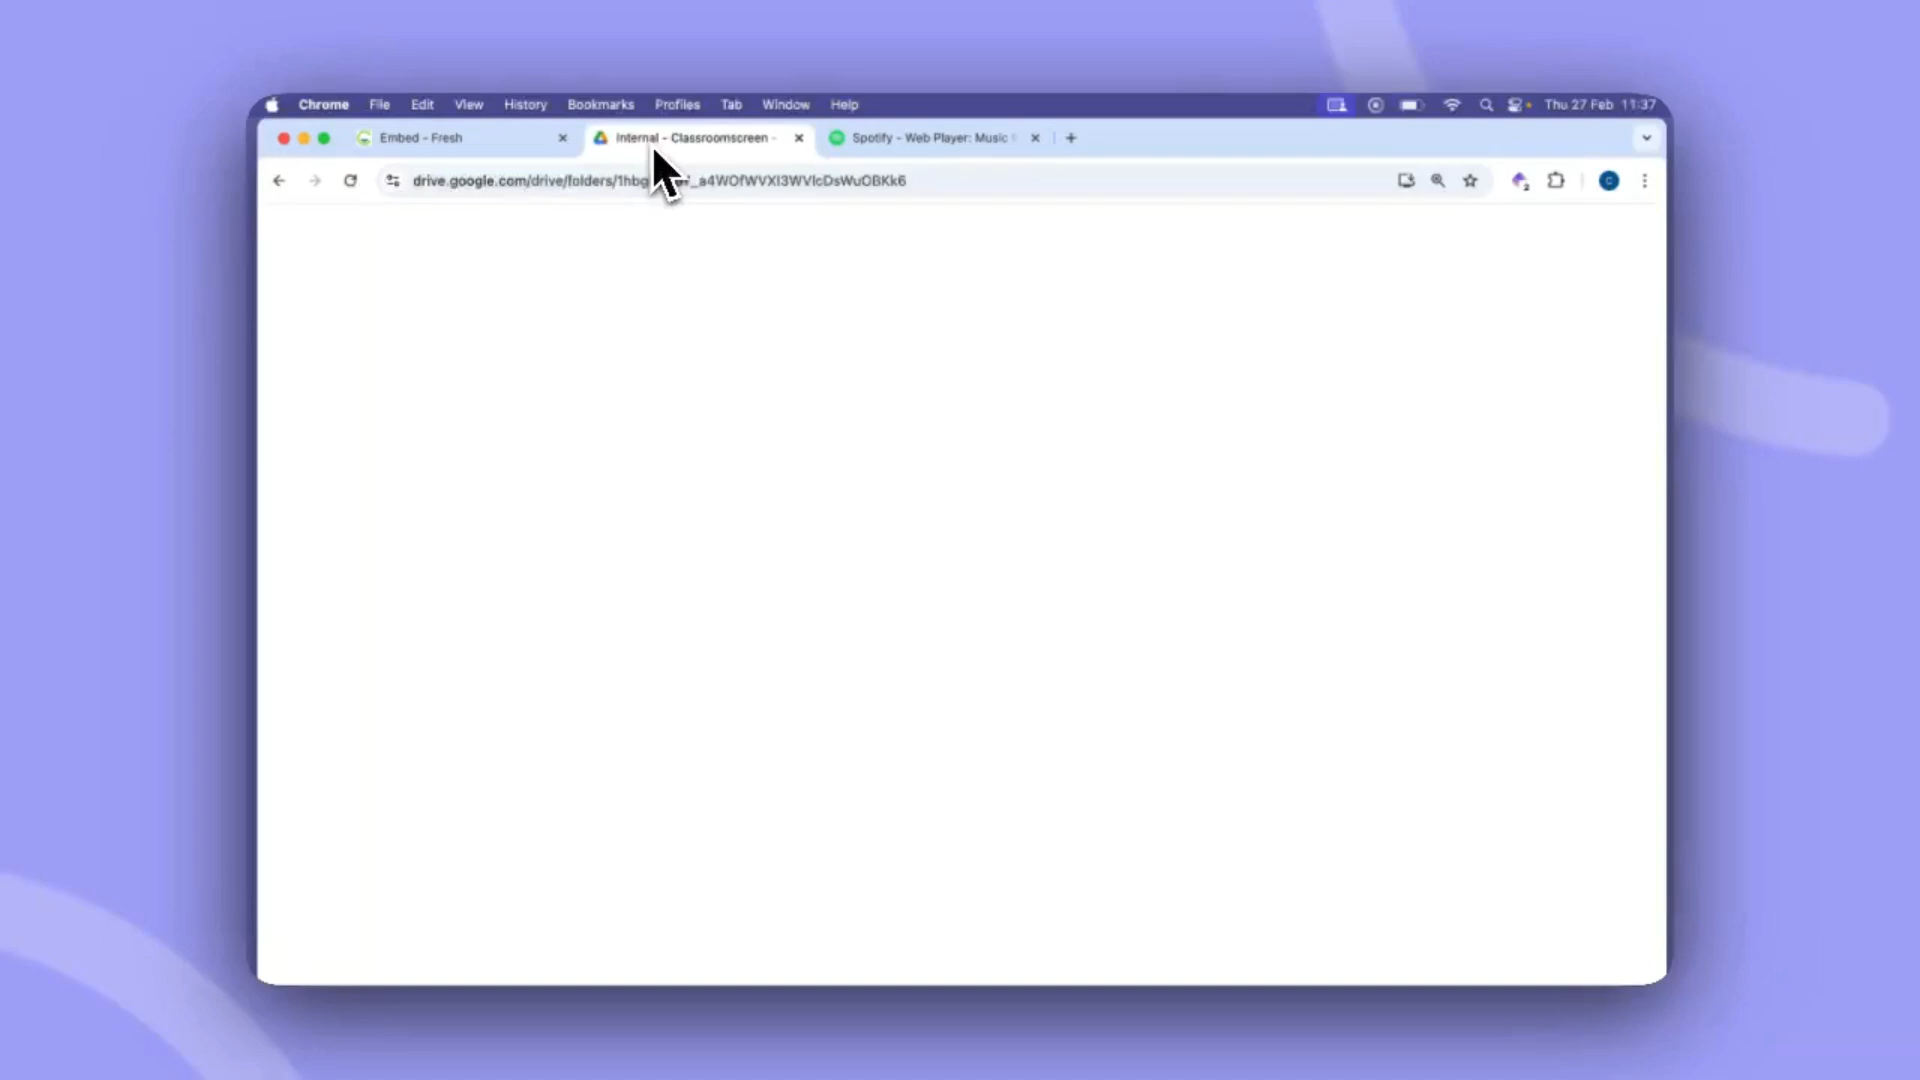 Chrome File Edit View History Bookmarks Profiles Tab Window Help Thu 27 Feb 11:37
Embed - Fresh Internal - Classroomscreen - Spotify - Web Player: Music
drive.google.com/drive/folders/1hbg
C